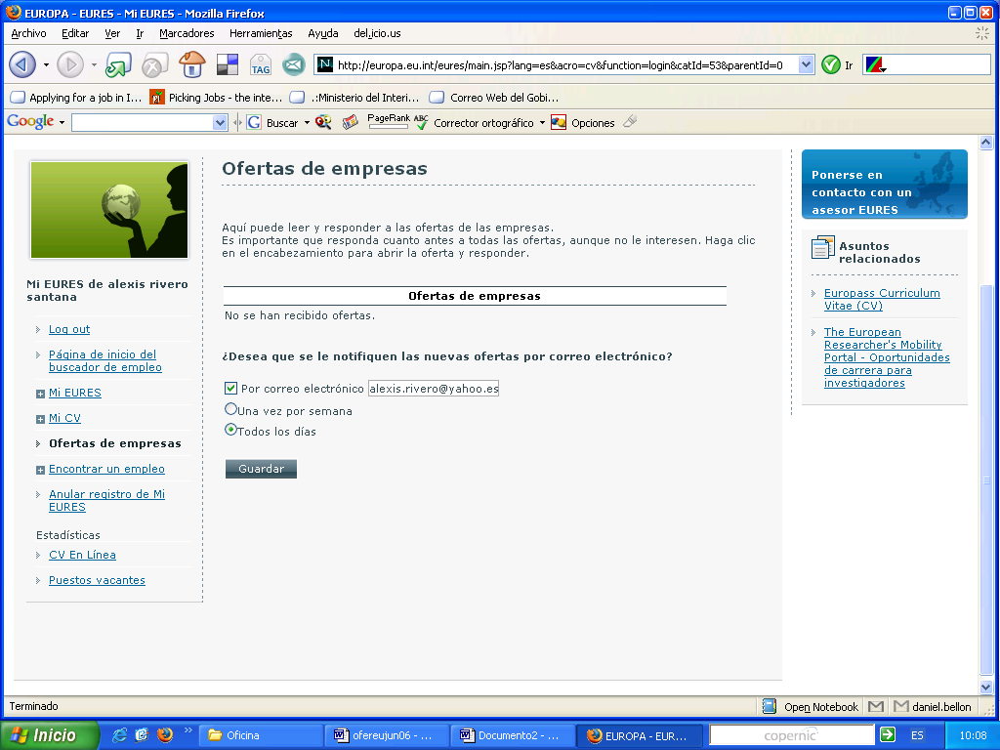 EUROPA - EURES - Mi EURES - Mozilla Firefox
Archivo Editar Ver Ir Marcadores Herramientas Ayuda del.icio.us
TAG
http://europa.eu.int/eures/main.jsp?lang=es&acro=cv&function=login&catId=53&parentId=0 Ir
Applying for a job in I... Picking Jobs - the inte... .:Ministerio del Interi... Correo Web del Gobi...
Google Buscar PageRank ABC Corrector ortográfico Opciones
Mi EURES de alexis rivero
santana
Log out
Página de inicio del
buscador de empleo
Mi EURES
Mi CV
Ofertas de empresas
Encontrar un empleo
Anular registro de Mi
EURES
Estadísticas
CV En Línea
Puestos vacantes
Ofertas de empresas
Aquí puede leer y responder a las ofertas de las empresas.
Es importante que responda cuanto antes a todas las ofertas, aunque no le interesen. Haga clic
en el encabezamiento para abrir la oferta y responder.
Ofertas de empresas
No se han recibido ofertas.
¿Desea que se le notifiquen las nuevas ofertas por correo electrónico?
Por correo electrónico alexis.rivero@yahoo.es
Una vez por semana
Todos los días
Guardar
Ponerse en
contacto con un
asesor EURES
Asuntos
relacionados
Europass Curriculum
Vitae (CV)
The European
Researcher's Mobility
Portal - Oportunidades
de carrera para
investigadores
Terminado Open Notebook daniel.bellon
Inicio Oficina ofereujun06 - ... Documento2 - ... EUROPA - EUR... copernic ES 10:08